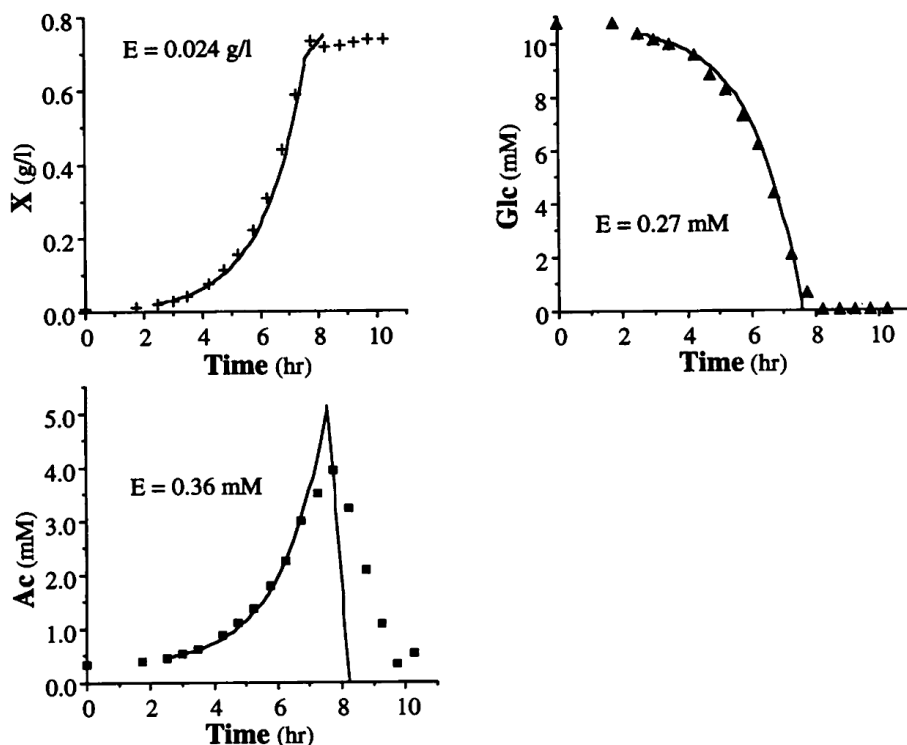 0.8
E = 0.024 g/l
0.6
0.4
0.2
0.0
X (g/l)
0 2 4 6 8 10
Time (hr)
10
8
6
4
2
0
Glc (mM)
E = 0.27 mM
0 2 4 6 8 10
Time (hr)
5.0
4.0
3.0
2.0
1.0
0.0
Ac (mM)
E = 0.36 mM
0 2 4 6 8 10
Time (hr)